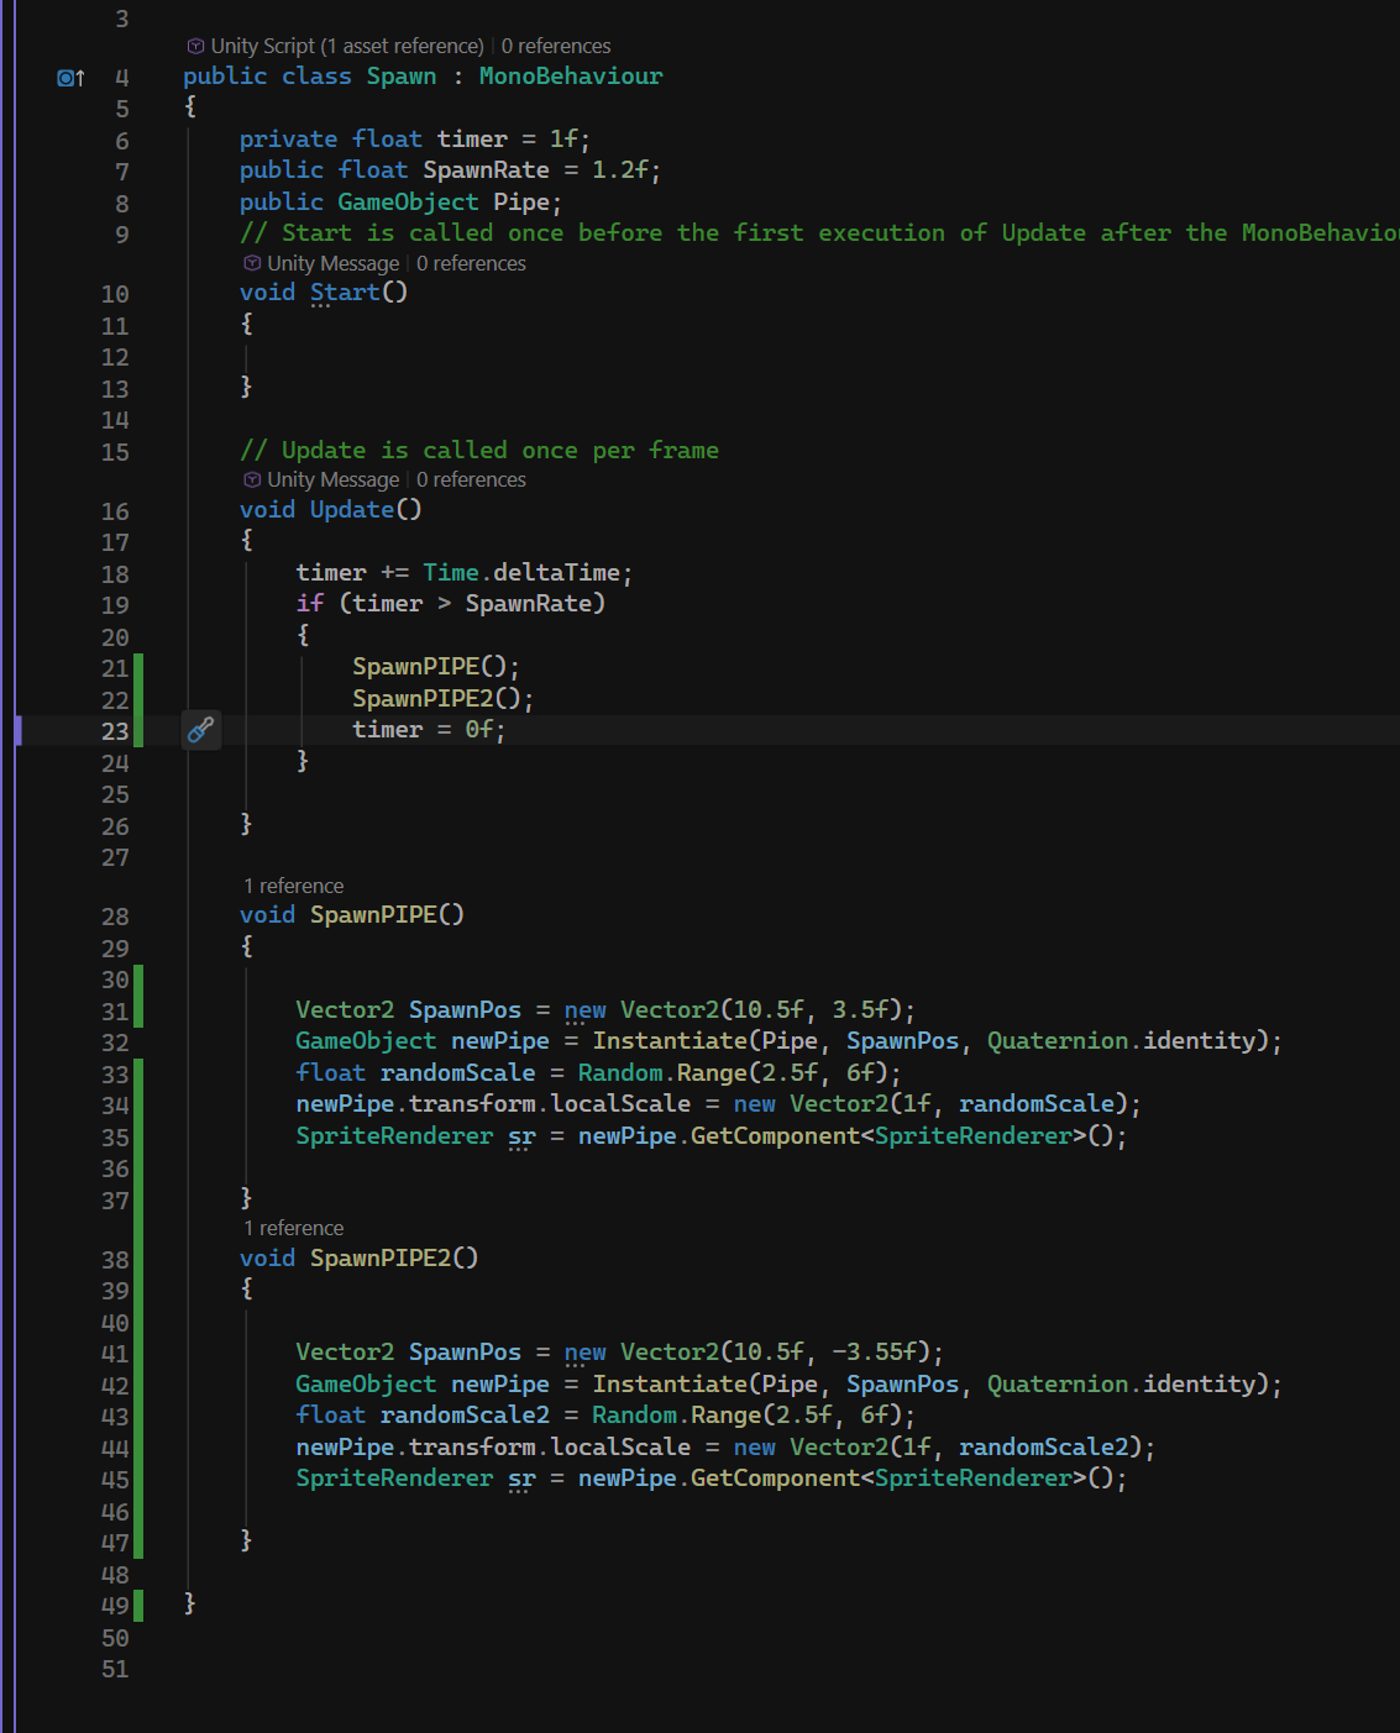 3
Unity Script (1 asset reference) | 0 references
4 public class Spawn : MonoBehaviour
5 {
6 private float timer = 1f;
7 public float SpawnRate = 1.2f;
8 public GameObject Pipe;
9 // Start is called once before the first execution of Update after the MonoBehavio
Unity Message | 0 references
10 void Start()
11 {
12
13 }
14
15 // Update is called once per frame
Unity Message | 0 references
16 void Update()
17 {
18 timer += Time.deltaTime;
19 if (timer > SpawnRate)
20 {
21 SpawnPIPE();
22 SpawnPIPE2();
23 timer = 0f;
24 }
25
26 }
27
1 reference
28 void SpawnPIPE()
29 {
30
31 Vector2 SpawnPos = new Vector2(10.5f, 3.5f);
32 GameObject newPipe = Instantiate(Pipe, SpawnPos, Quaternion.identity);
33 float randomScale = Random.Range(2.5f, 6f);
34 newPipe.transform.localScale = new Vector2(1f, randomScale);
35 SpriteRenderer sr = newPipe.GetComponent<SpriteRenderer>();
36
37 }
1 reference
38 void SpawnPIPE2()
39 {
40
41 Vector2 SpawnPos = new Vector2(10.5f, -3.55f);
42 GameObject newPipe = Instantiate(Pipe, SpawnPos, Quaternion.identity);
43 float randomScale2 = Random.Range(2.5f, 6f);
44 newPipe.transform.localScale = new Vector2(1f, randomScale2);
45 SpriteRenderer sr = newPipe.GetComponent<SpriteRenderer>();
46
47 }
48
49 }
50
51